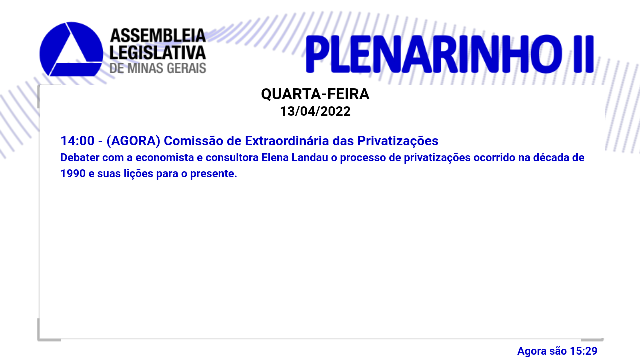 ASSEMBLEIA
LEGISLATIVA
DE MINAS GERAIS
PLENARINHO II
QUARTA-FEIRA
13/04/2022
14:00 - (AGORA) Comissão de Extraordinária das Privatizações
Debater com a economista e consultora Elena Landau o processo de privatizações ocorrido na década de
1990 e suas lições para o presente.
Agora são 15:29